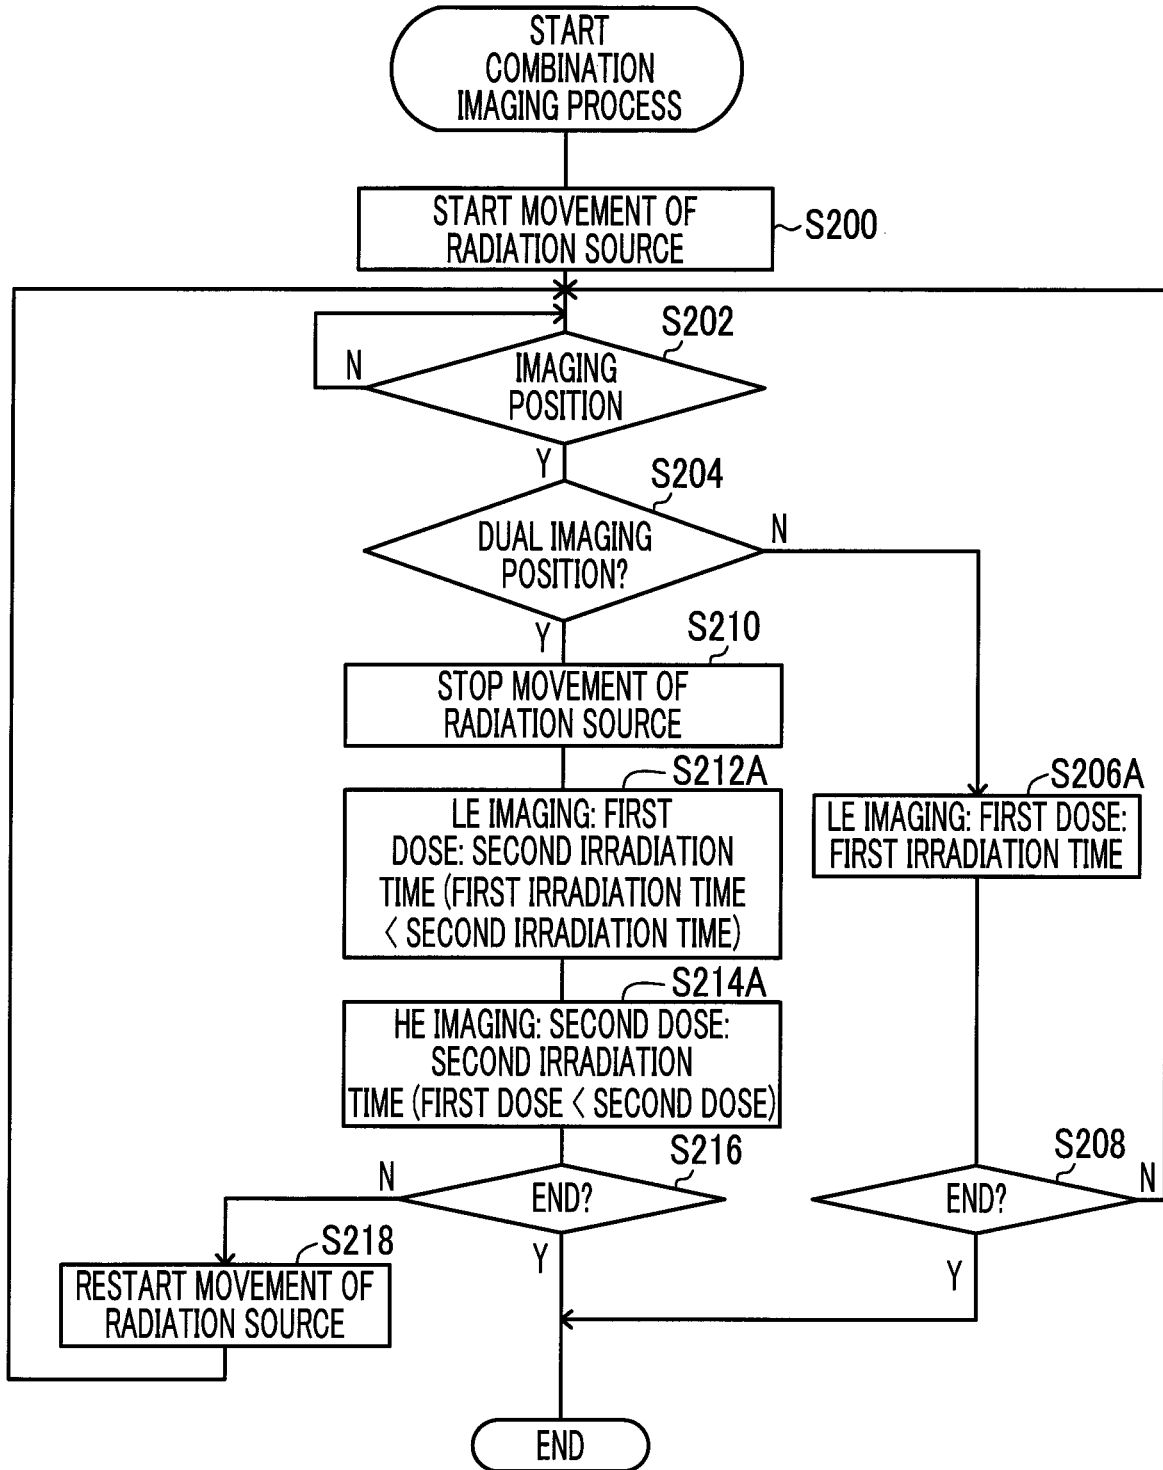 START
COMBINATION
IMAGING PROCESS
START MOVEMENT OF
RADIATION SOURCE
S200
S202
N
IMAGING
POSITION
Y
S204
N
DUAL IMAGING
POSITION?
Y
S210
STOP MOVEMENT OF
RADIATION SOURCE
S212A
LE IMAGING: FIRST
DOSE: SECOND IRRADIATION
TIME (FIRST IRRADIATION TIME
< SECOND IRRADIATION TIME)
S206A
LE IMAGING: FIRST DOSE:
FIRST IRRADIATION TIME
S214A
HE IMAGING: SECOND DOSE:
SECOND IRRADIATION
TIME (FIRST DOSE < SECOND DOSE)
S216
N
END?
Y
S208
END?
N
Y
S218
RESTART MOVEMENT OF
RADIATION SOURCE
END